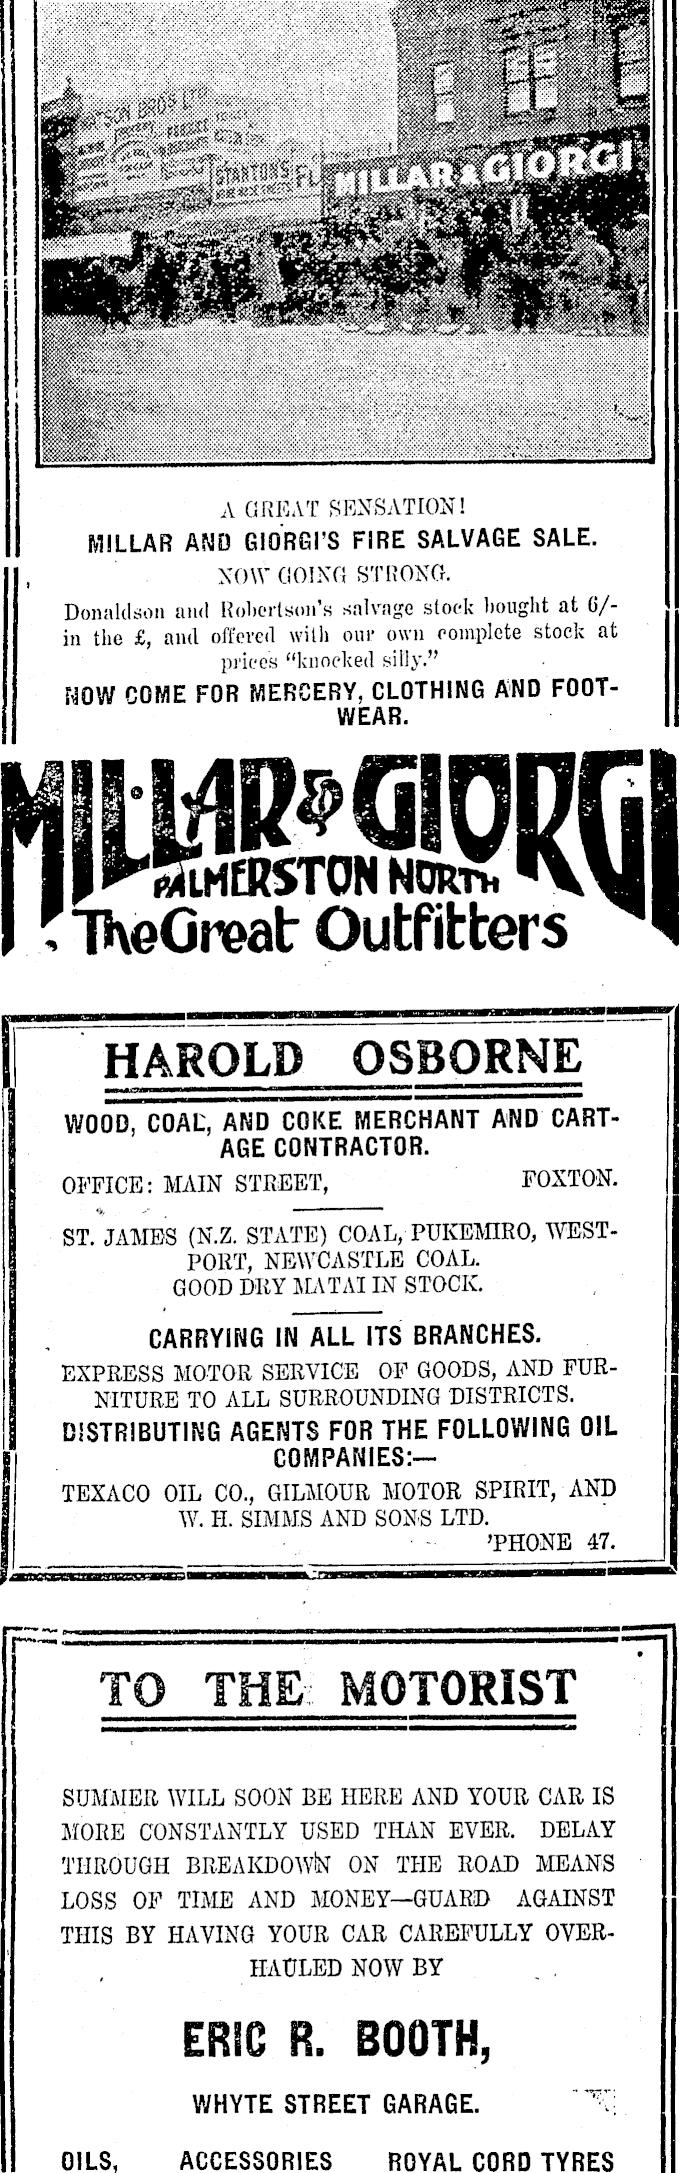 WATSON BRO'S LTD
STANTON'S
MILLAR & GIORGI
A GREAT SENSATION!
MILLAR AND GIORGI'S FIRE SALVAGE SALE.
NOW GOING STRONG.
Donaldson and Robertson's salvage stock bought at 6/-
in the £, and offered with our own complete stock at
prices "knocked silly."
NOW COME FOR MERCERY, CLOTHING AND FOOT-
WEAR.
MILLAR & GIORGI
PALMERSTON NORTH
The Great Outfitters
HAROLD OSBORNE
WOOD, COAL, AND COKE MERCHANT AND CART-
AGE CONTRACTOR.
OFFICE: MAIN STREET, FOXTON.
ST. JAMES (N.Z. STATE) COAL, PUKEMIRO, WEST-
PORT, NEWCASTLE COAL.
GOOD DRY MATAI IN STOCK.
CARRYING IN ALL ITS BRANCHES.
EXPRESS MOTOR SERVICE OF GOODS, AND FUR-
NITURE TO ALL SURROUNDING DISTRICTS.
DISTRIBUTING AGENTS FOR THE FOLLOWING OIL
COMPANIES:—
TEXACO OIL CO., GILMOUR MOTOR SPIRIT, AND
W. H. SIMMS AND SONS LTD.
'PHONE 47.
TO THE MOTORIST
SUMMER WILL SOON BE HERE AND YOUR CAR IS
MORE CONSTANTLY USED THAN EVER. DELAY
THROUGH BREAKDOWN ON THE ROAD MEANS
LOSS OF TIME AND MONEY—GUARD AGAINST
THIS BY HAVING YOUR CAR CAREFULLY OVER-
HAULED NOW BY
ERIC R. BOOTH,
WHYTE STREET GARAGE.
OILS, ACCESSORIES ROYAL CORD TYRES